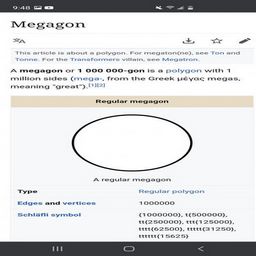 9:48
Megagon
This article is about a polygon. For megaton(ne), see Ton and
Tonne. For the Transformers villain, see Megatron.
A megagon or 1 000 000-gon is a polygon with 1
million sides (mega-, from the Greek μέγας megas,
meaning "great").[1][2]
Regular megagon
A regular megagon
Type Regular polygon
Edges and vertices 1000000
Schläfli symbol {1000000}, t{500000},
tt{250000}, ttt{125000},
tttt{62500}, ttttt{31250},
tttttt{15625}